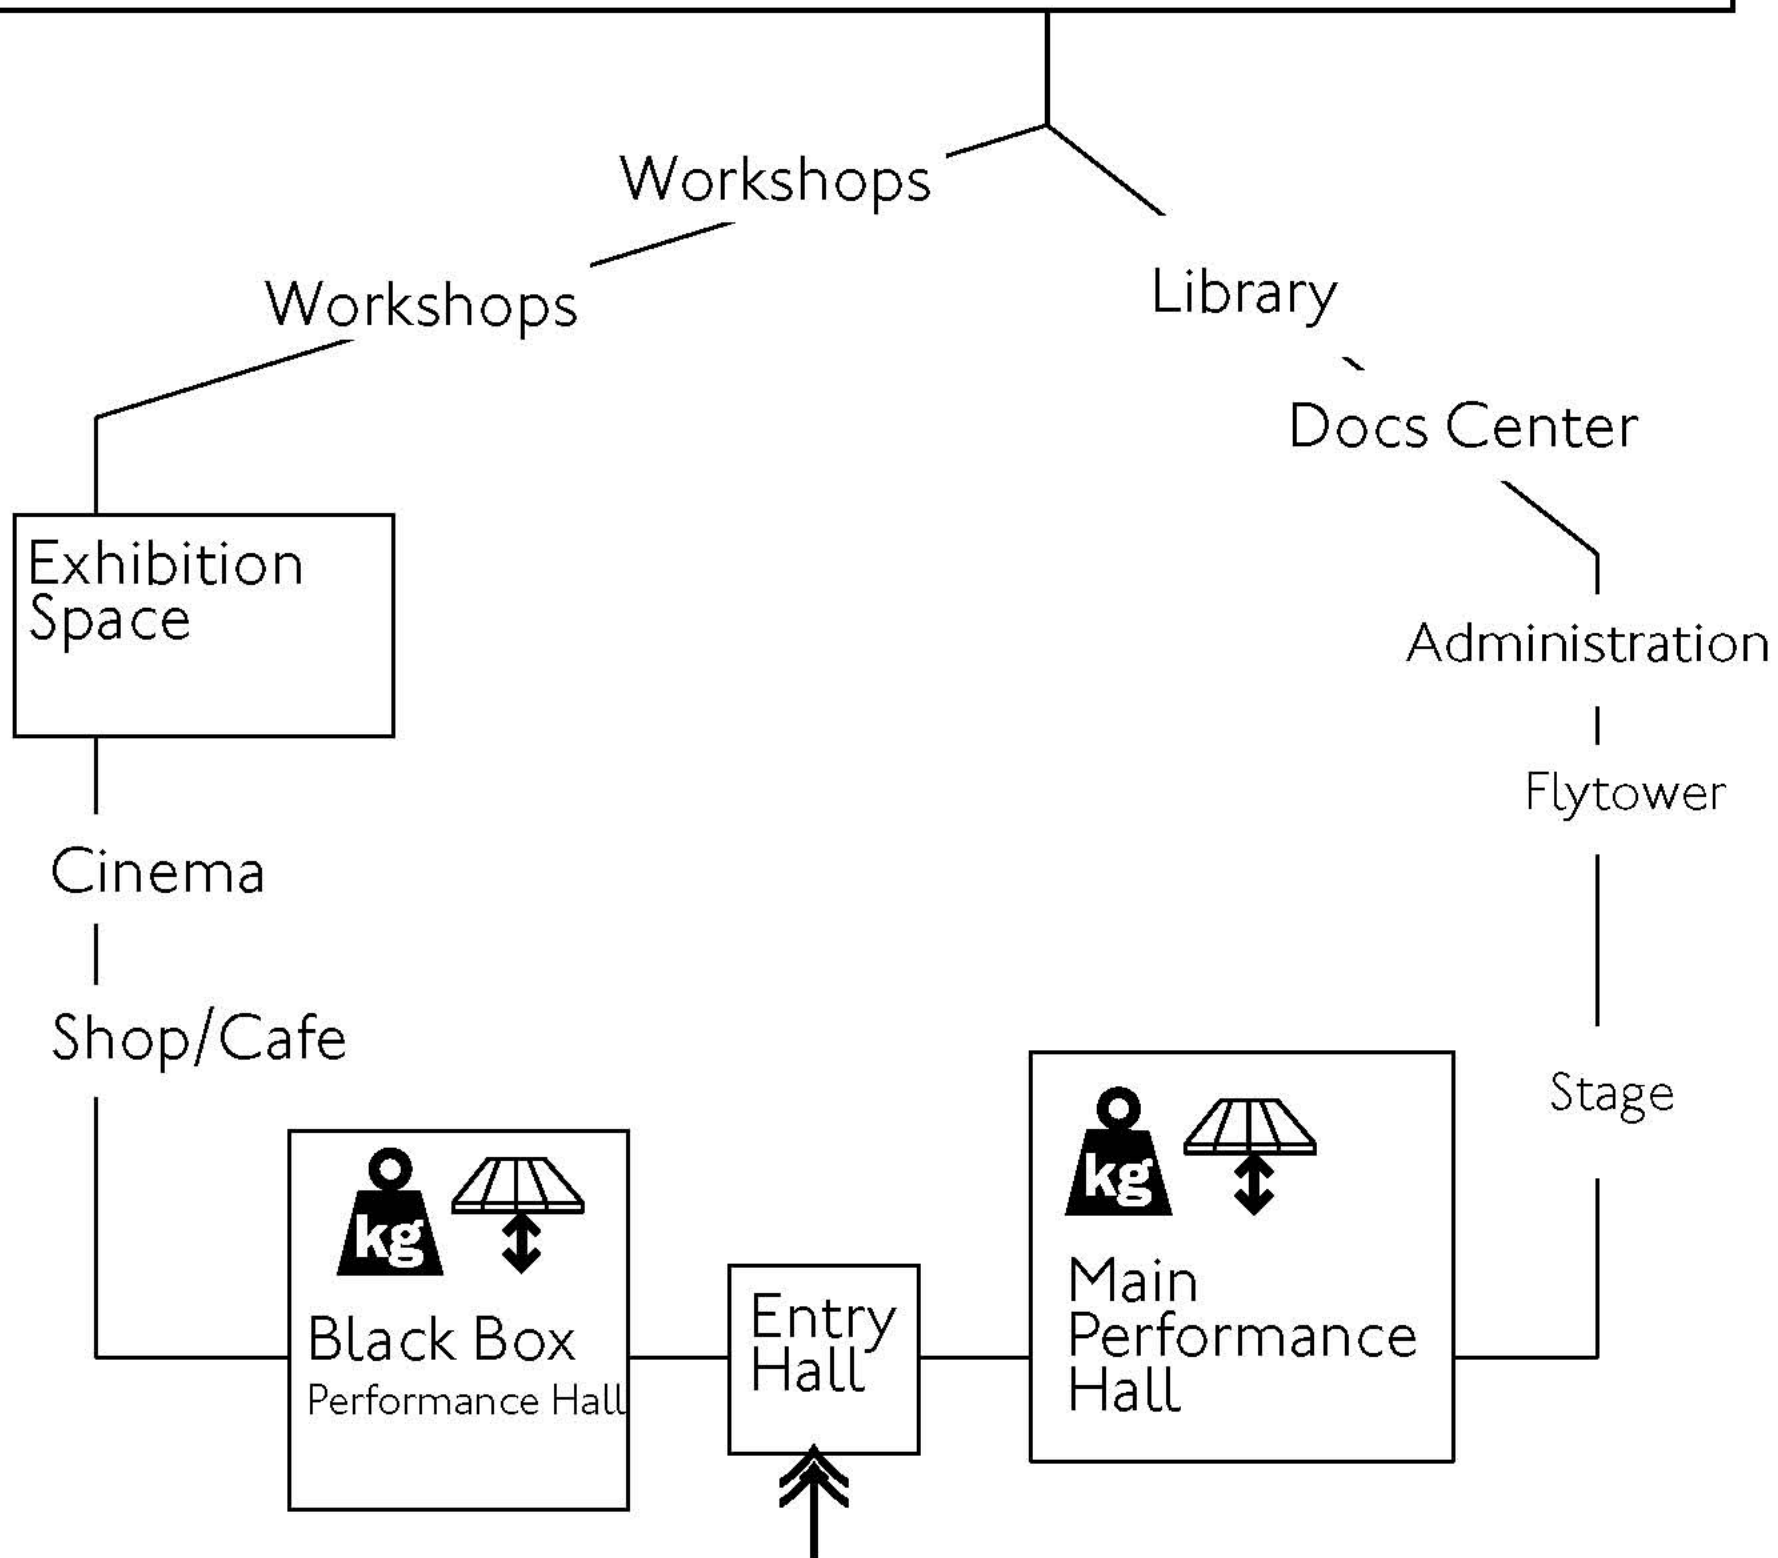 Workshops
Workshops
Library
Docs Center
Exhibition
Space
Administration
Flytower
Cinema
Shop/Cafe
Stage
kg
kg
Black Box
Performance Hall
Entry
Hall
Main
Performance
Hall